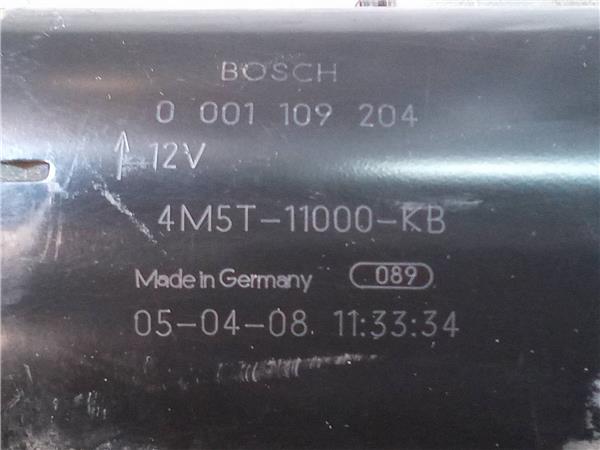 BOSCH
0 001 109 204
12V
4M5T-11000-KB
Made in Germany 089
05-04-08 11:33:34